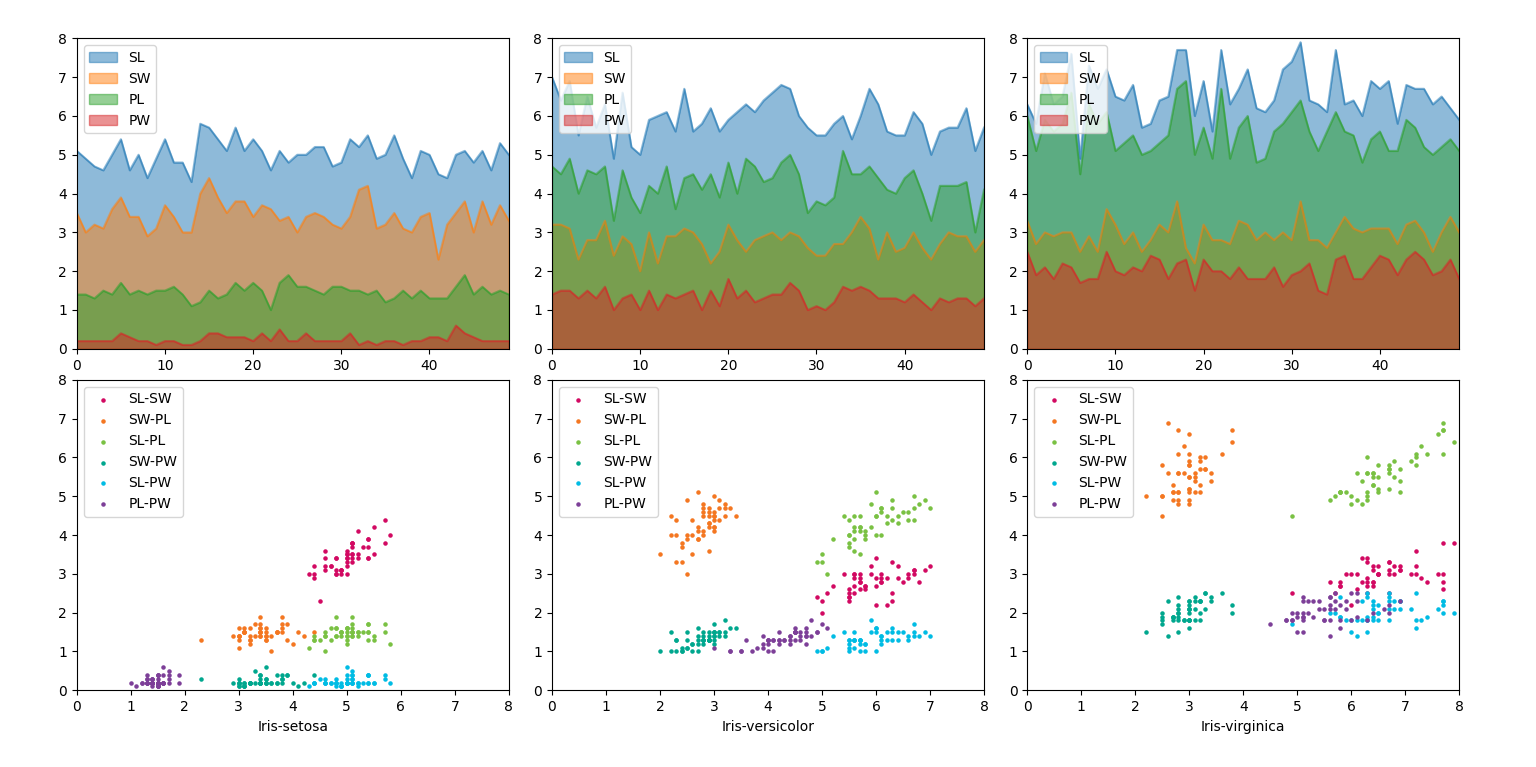 8 8 8
7 7 7
6 6 6
5 5 5
4 4 4
3 3 3
2 2 2
1 1 1
0 0 0
SL SL SL
SW SW SW
PL PL PL
PW PW PW
0 10 20 30 40 0 10 20 30 40 0 10 20 30 40
8 8 8
7 7 7
6 6 6
5 5 5
4 4 4
3 3 3
2 2 2
1 1 1
0 0 0
SL-SW SL-SW SL-SW
SW-PL SW-PL SW-PL
SL-PL SL-PL SL-PL
SW-PW SW-PW SW-PW
SL-PW SL-PW SL-PW
PL-PW PL-PW PL-PW
0 1 2 3 4 5 6 7 8 0 1 2 3 4 5 6 7 8 0 1 2 3 4 5 6 7 8
Iris-setosa Iris-versicolor Iris-virginica